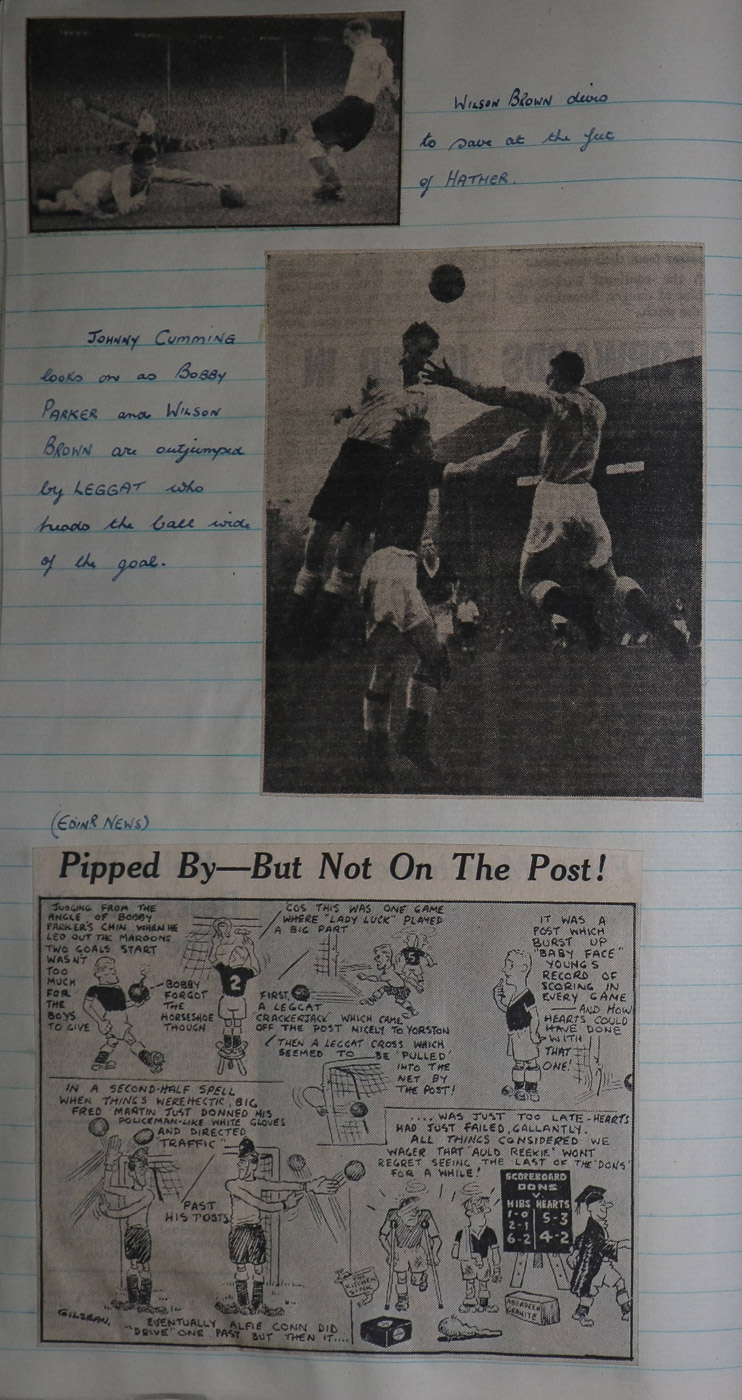 WILSON BROWN dives
to save at the feet
of HATHER.
JOHNNY CUMMING
looks on as BOBBY
PARKER and WILSON
BROWN are outjumped
by LEGGAT who
heads the ball wide
of the goal.
FORWARDS
IN
(EDINR NEWS)
Pipped By—But Not On The Post!
JUDGING FROM THE
ANGLE OF BOBBY
PARKER'S CHIN WHEN HE
LED OUT THE MAROONS
TWO GOALS START
WASN'T
TOO
MUCH
FOR
THE
BOYS
TO GIVE
—BOBBY
FORGOT
THE
HORSESHOE
THOUGH
2
COS THIS WAS ONE GAME
WHERE "LADY LUCK" PLAYED
A BIG PART
5
FIRST,
A LEGGAT
'CRACKERJACK' WHICH CAME
OFF THE POST NICELY TO YORSTON
THEN A LEGGAT CROSS WHICH
SEEMED TO BE 'PULLED'
INTO THE
NET BY
THE POST!
IT WAS A
POST WHICH
BURST UP
"BABY FACE"
YOUNG'S
RECORD OF
SCORING IN
EVERY GAME
—AND HOW
HEARTS COULD
HAVE DONE
WITH
THAT
ONE!
IN A SECOND-HALF SPELL
WHEN THINGS WERE HECTIC, BIG
FRED MARTIN JUST DONNED HIS
POLICEMAN-LIKE WHITE GLOVES
AND DIRECTED
"TRAFFIC"
PAST
HIS POSTS
GILZEAN.
EVENTUALLY ALFIE CONN DID
"DRIVE" ONE PAST BUT THEN IT....
....WAS JUST TOO LATE-HEARTS
HAD JUST FAILED, GALLANTLY.
ALL THINGS CONSIDERED WE
WAGER THAT 'AULD REEKIE' WONT
REGRET SEEING THE LAST OF THE 'DONS'
FOR A WHILE!
SCOREBOARD
DONS
V.
HIBS HEARTS
1-0 5-3
2-1
6-2 4-2
KITCHEN
SINK
ABERDEEN
GRANITE